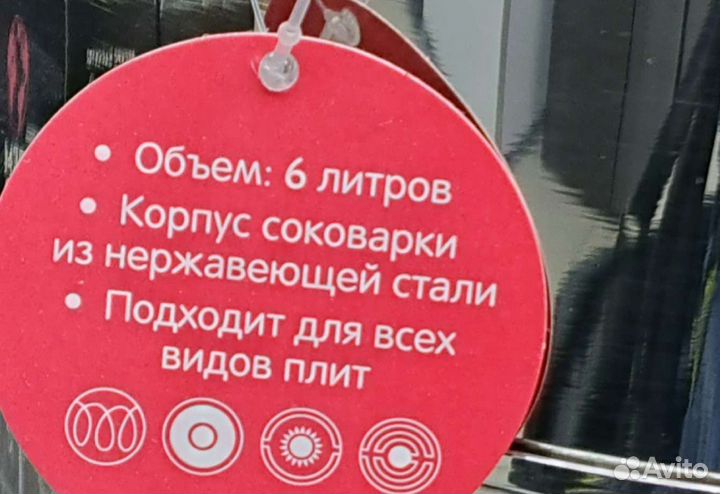 • Объем: 6 литров
• Корпус соковарки
из нержавеющей стали
• Подходит для всех
видов плит
Avito